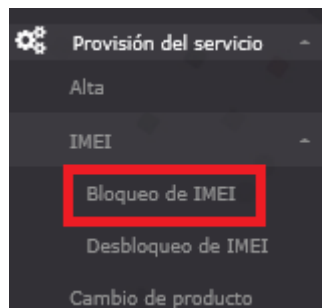 Provisión del servicio
Alta
IMEI
Bloqueo de IMEI
Desbloqueo de IMEI
Cambio de producto